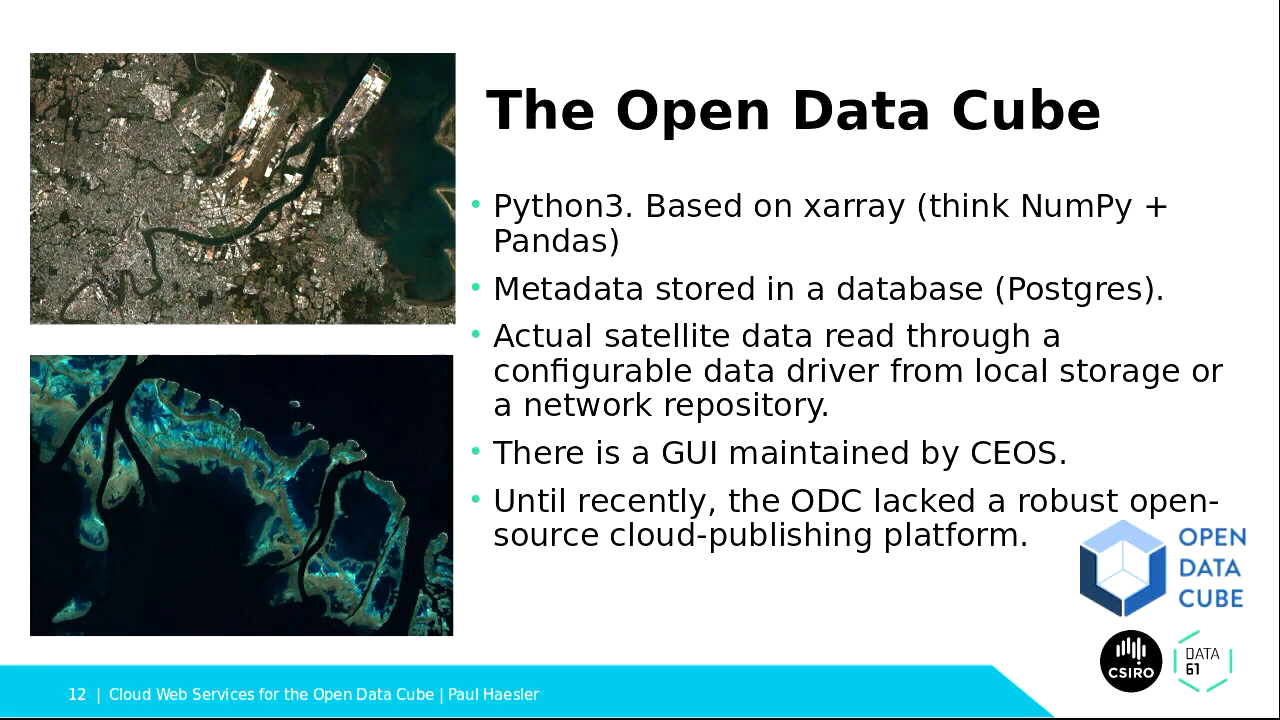 The Open Data Cube
• Python3. Based on xarray (think NumPy +
Pandas)
• Metadata stored in a database (Postgres).
• Actual satellite data read through a
configurable data driver from local storage or
a network repository.
• There is a GUI maintained by CEOS.
• Until recently, the ODC lacked a robust open-
source cloud-publishing platform.
OPEN
DATA
CUBE
CSIRO
DATA
61
12 | Cloud Web Services for the Open Data Cube | Paul Haesler